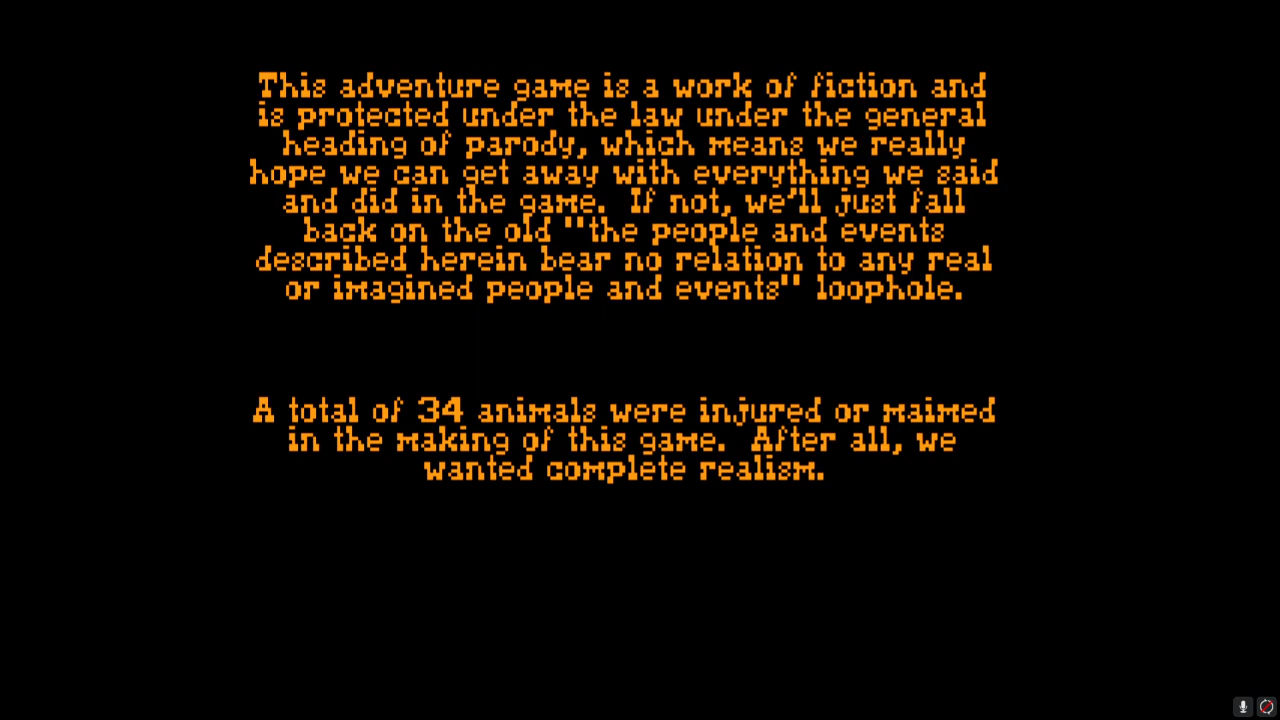 This adventure game is a work of fiction and
is protected under the law under the general
heading of parody, which means we really
hope we can get away with everything we said
and did in the game.  If not, we'll just fall
back on the old "the people and events
described herein bear no relation to any real
or imagined people and events" loophole.
A total of 34 animals were injured or maimed
in the making of this game.  After all, we
wanted complete realism.